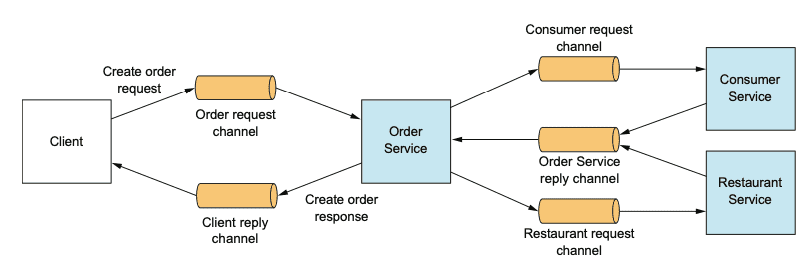 Create order
request
Order request
channel
Client
Client reply
channel
Create order
response
Order
Service
Consumer request
channel
Order Service
reply channel
Restaurant request
channel
Consumer
Service
Restaurant
Service